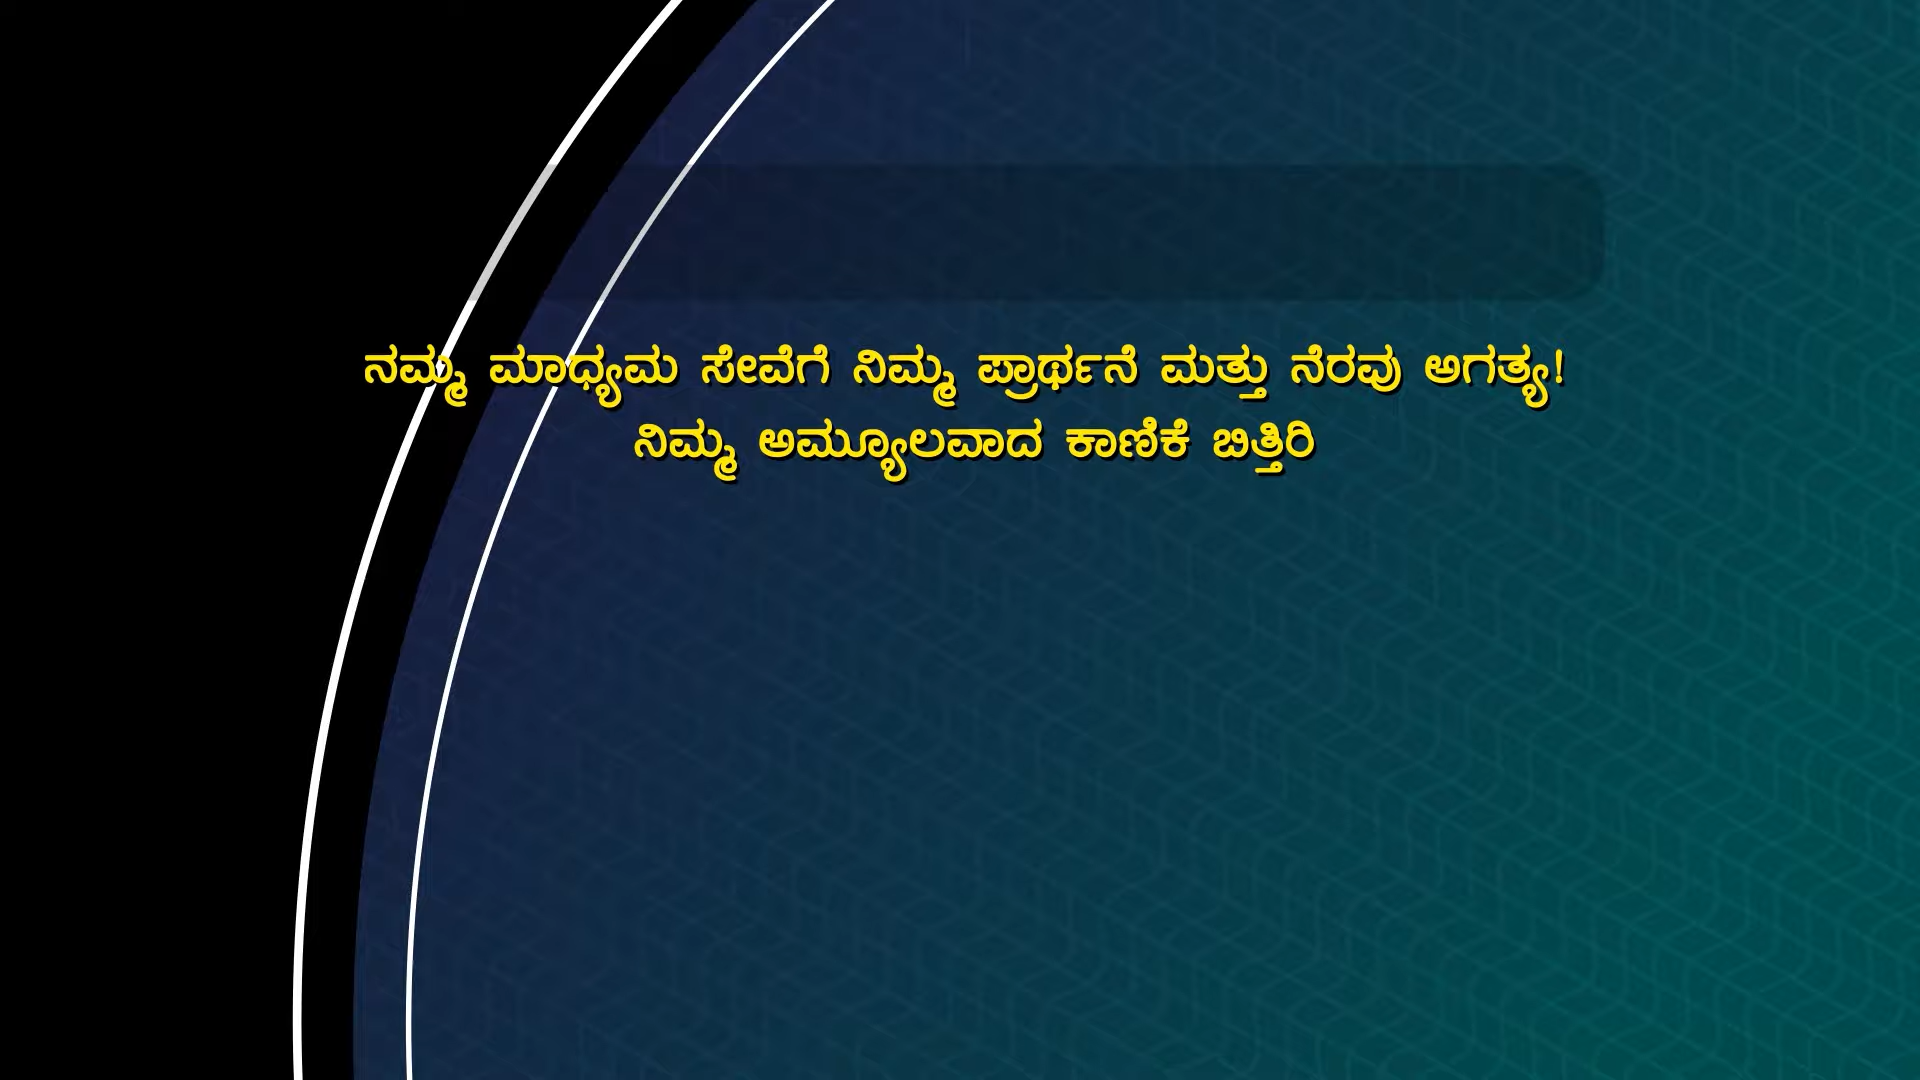 ನಮ್ಮ ಮಾಧ್ಯಮ ಸೇವೆಗೆ ನಿಮ್ಮ ಪ್ರಾರ್ಥನೆ ಮತ್ತು ನೆರವು ಅಗತ್ಯ!
ನಿಮ್ಮ ಅಮ್ಯೂಲವಾದ ಕಾಣಿಕೆ ಬಿತ್ತಿರಿ